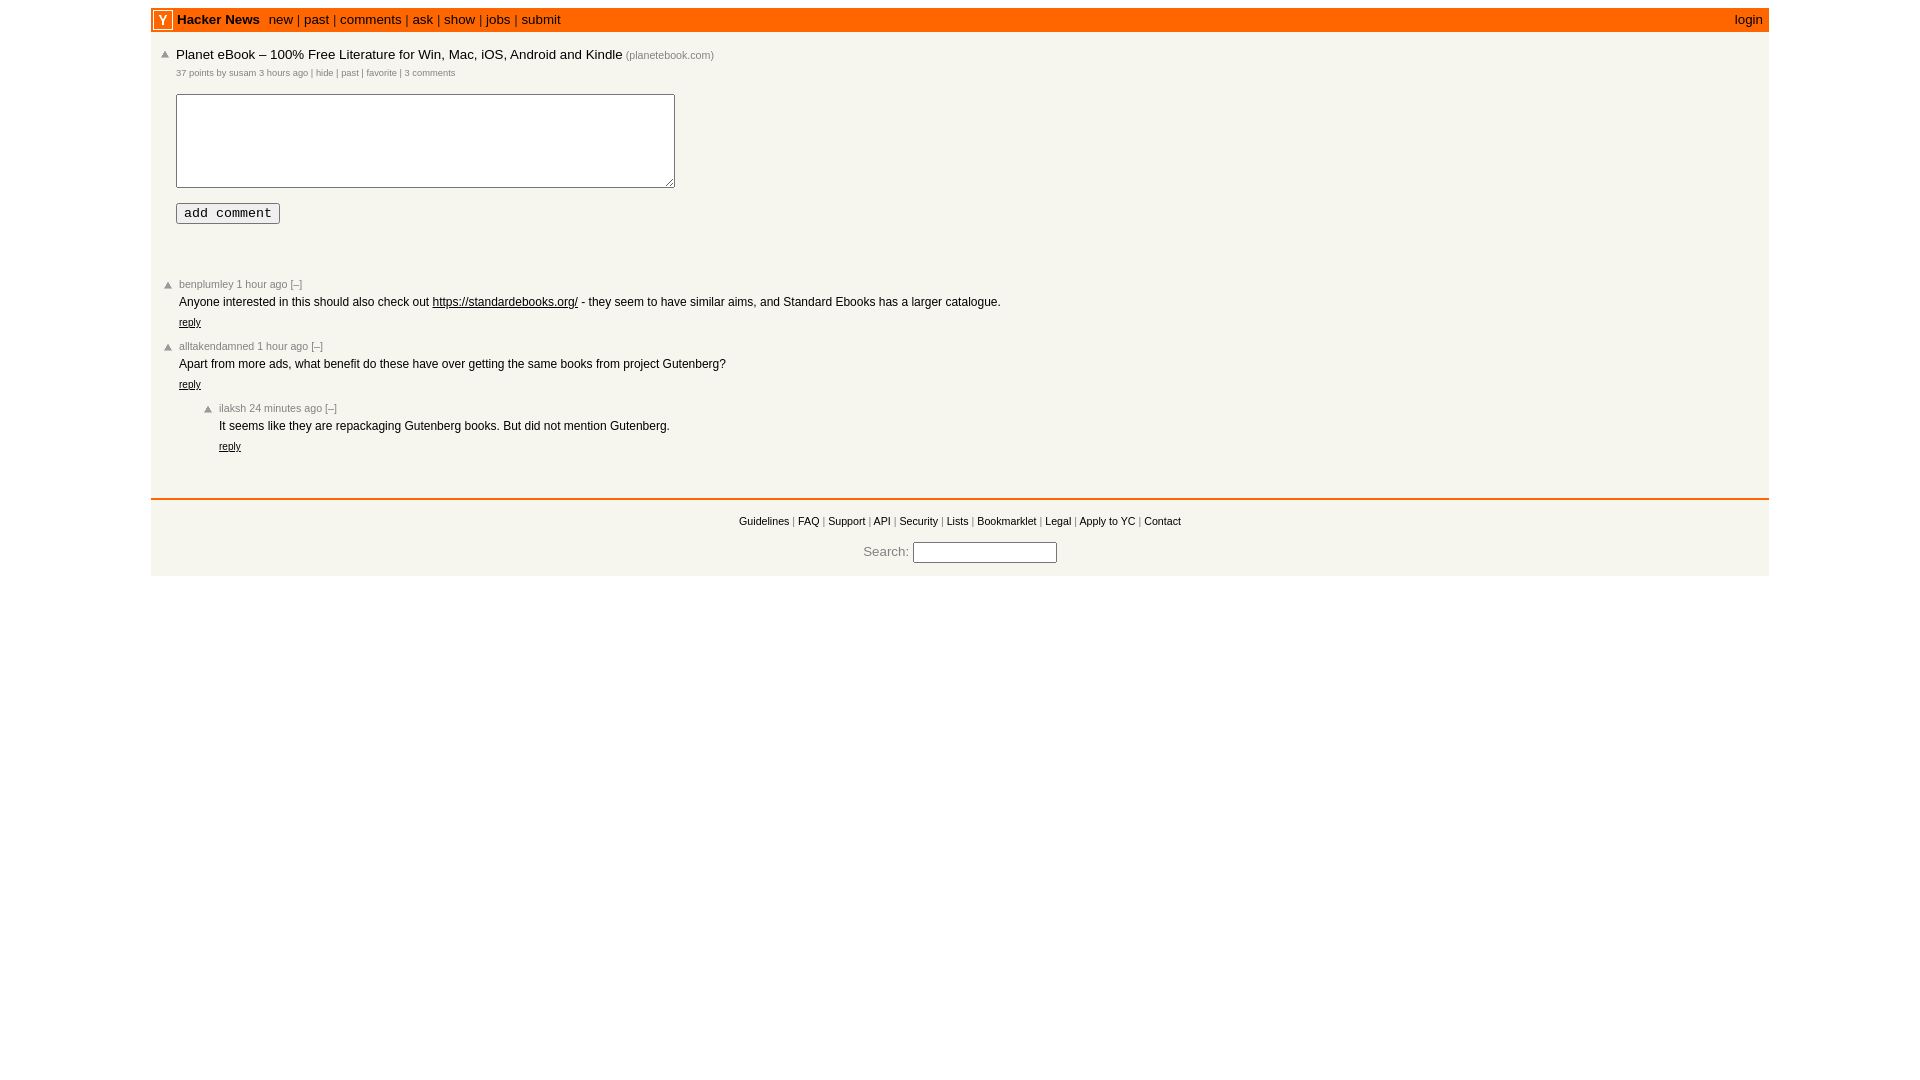 Y Hacker News new | past | comments | ask | show | jobs | submit login
Planet eBook – 100% Free Literature for Win, Mac, iOS, Android and Kindle (planetebook.com)
37 points by susam 3 hours ago | hide | past | favorite | 3 comments
add comment
benplumley 1 hour ago [–]
Anyone interested in this should also check out https://standardebooks.org/ - they seem to have similar aims, and Standard Ebooks has a larger catalogue.
reply
alltakendamned 1 hour ago [–]
Apart from more ads, what benefit do these have over getting the same books from project Gutenberg?
reply
ilaksh 24 minutes ago [–]
It seems like they are repackaging Gutenberg books. But did not mention Gutenberg.
reply
Guidelines | FAQ | Support | API | Security | Lists | Bookmarklet | Legal | Apply to YC | Contact
Search: